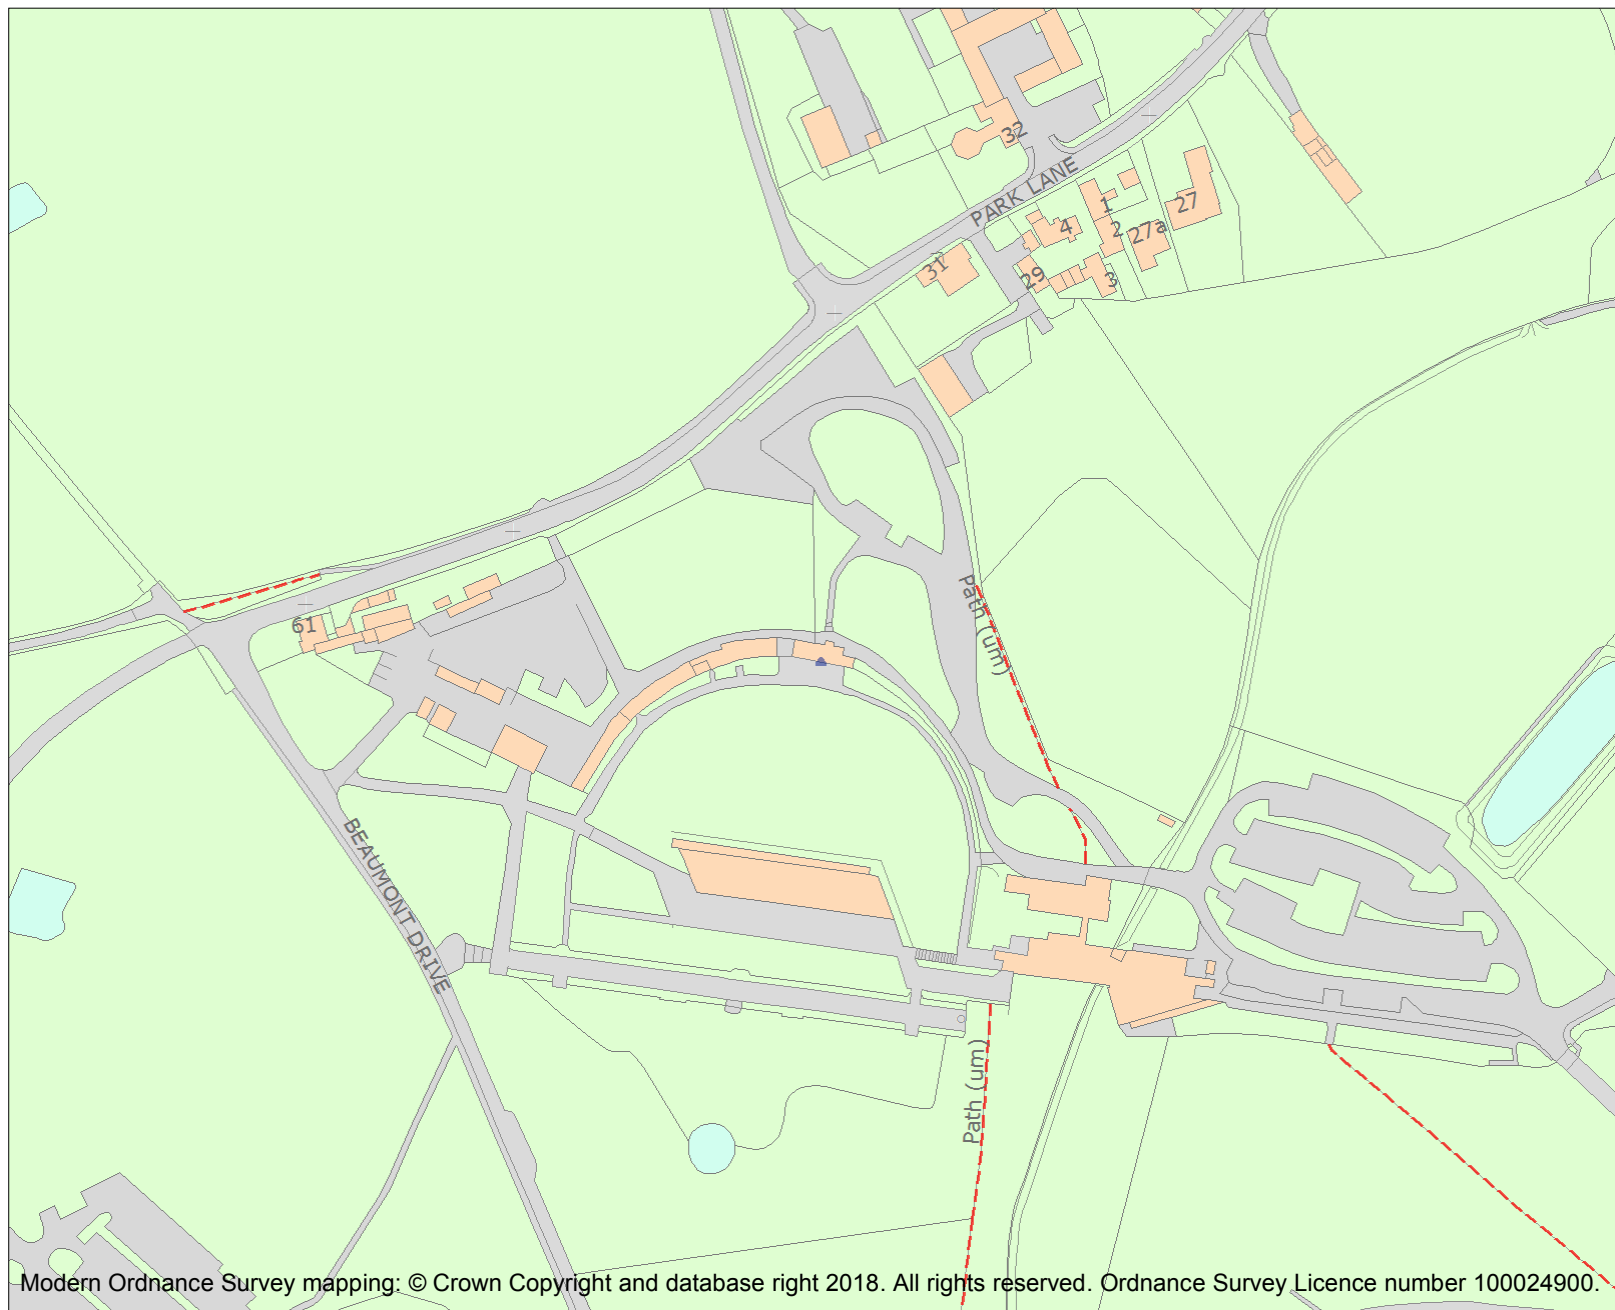 32
PARK LANE
1
27
4
2
27a
31
29
3
Path (um)
61
BEAUMONT DRIVE
Path (um)
Modern Ordnance Survey mapping: © Crown Copyright and database right 2018. All rights reserved. Ordnance Survey Licence number 100024900.